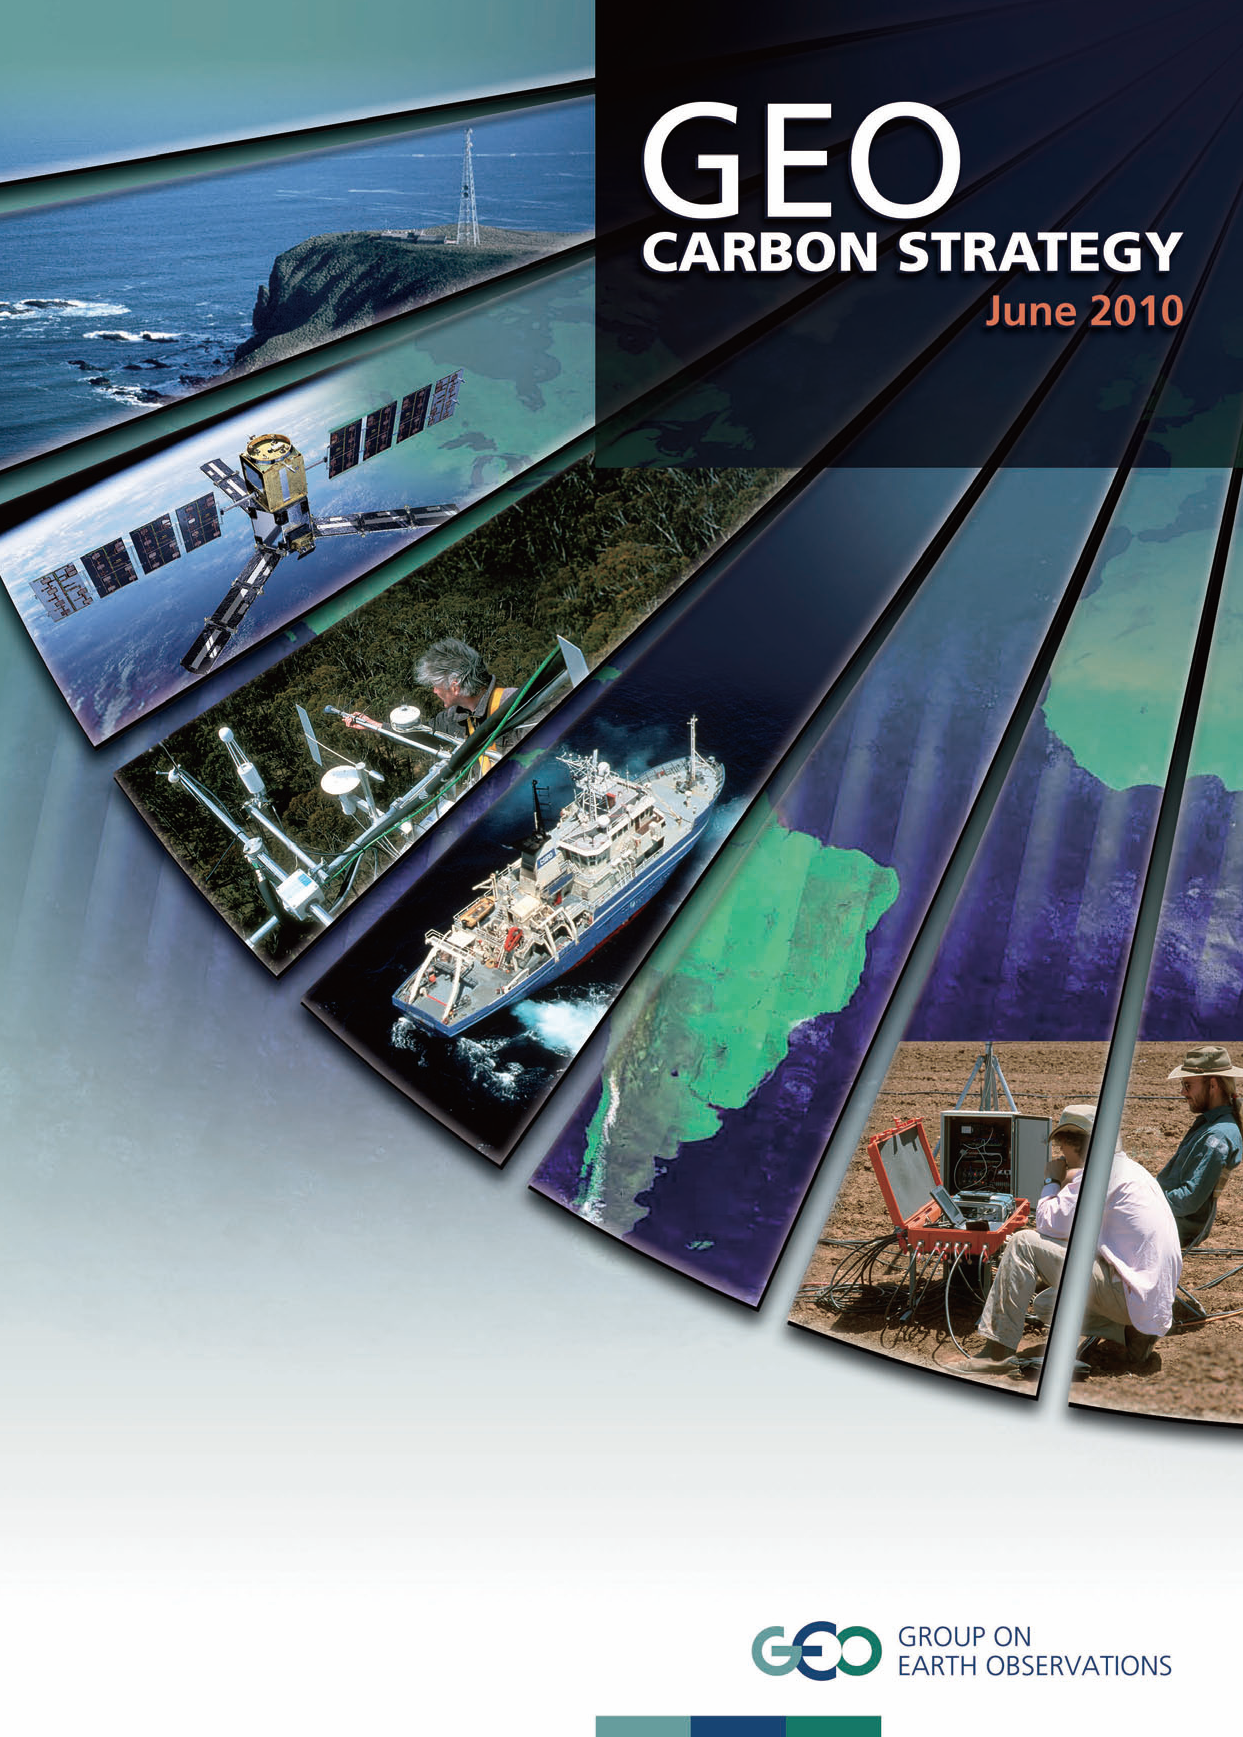 GEO
CARBON STRATEGY
June 2010
GEO
GROUP ON
EARTH OBSERVATIONS